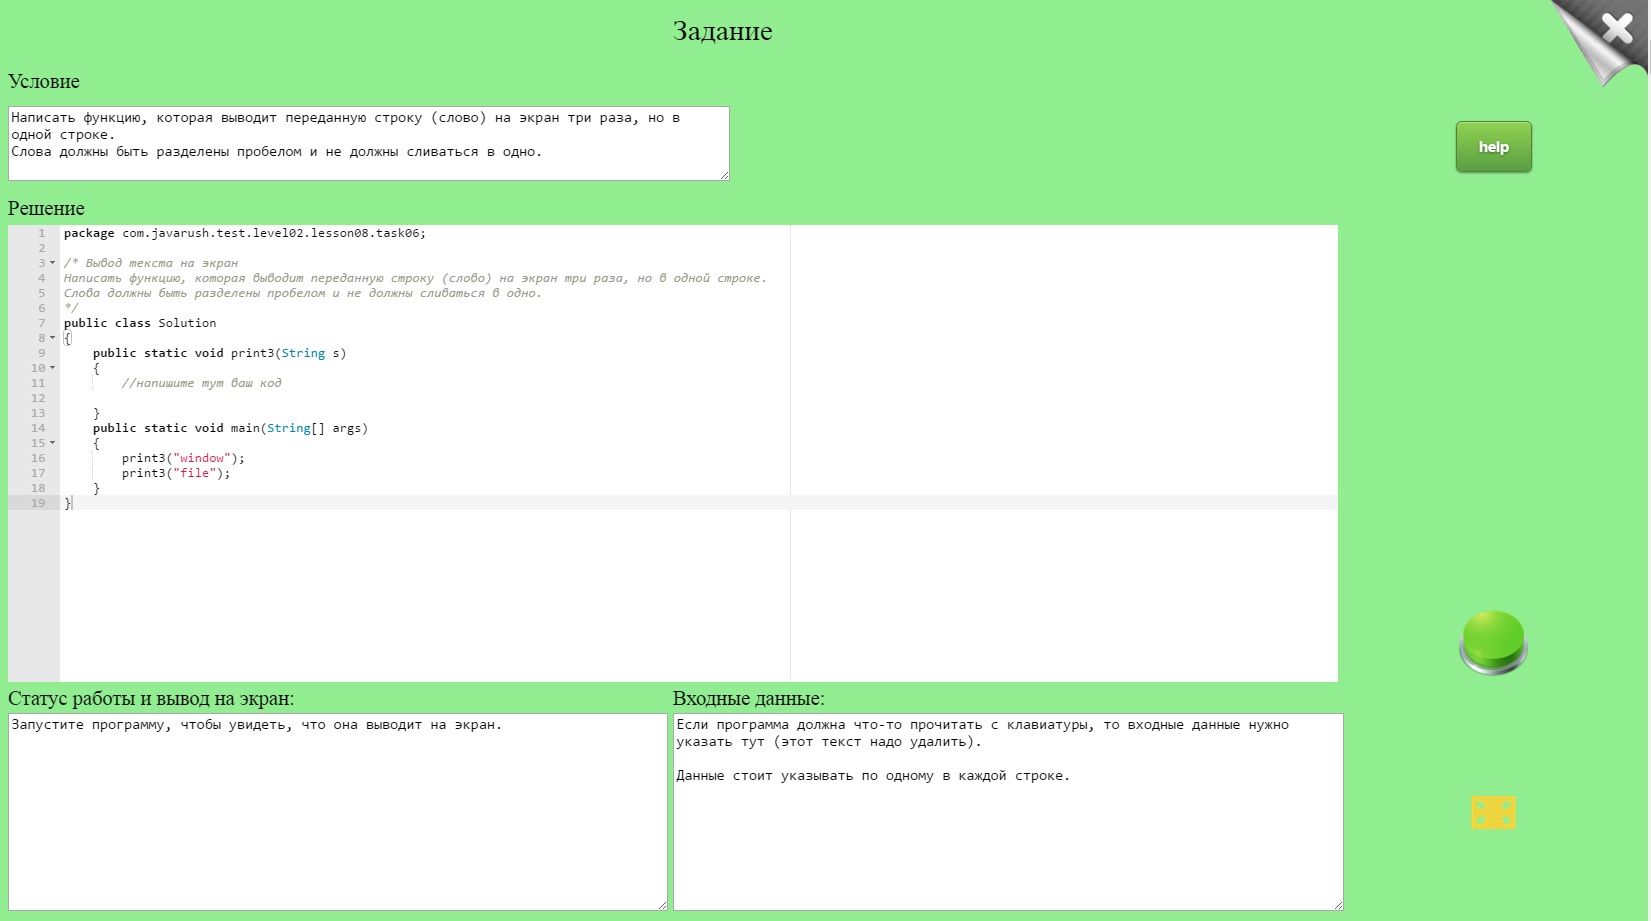 Задание
Условие
Написать функцию, которая выводит переданную строку (слово) на экран три раза, но в
одной строке.
Слова должны быть разделены пробелом и не должны сливаться в одно.
help
Решение
1 package com.javarush.test.level02.lesson08.task06;
2
3 /* Вывод текста на экран
4 Написать функцию, которая выводит переданную строку (слово) на экран три раза, но в одной строке.
5 Слова должны быть разделены пробелом и не должны сливаться в одно.
6 */
7 public class Solution
8 {
9 public static void print3(String s)
10 {
11 //напишите тут ваш код
12
13 }
14 public static void main(String[] args)
15 {
16 print3("window");
17 print3("file");
18 }
19 }
Статус работы и вывод на экран:
Запустите программу, чтобы увидеть, что она выводит на экран.
Входные данные:
Если программа должна что-то прочитать с клавиатуры, то входные данные нужно
указать тут (этот текст надо удалить).
Данные стоит указывать по одному в каждой строке.